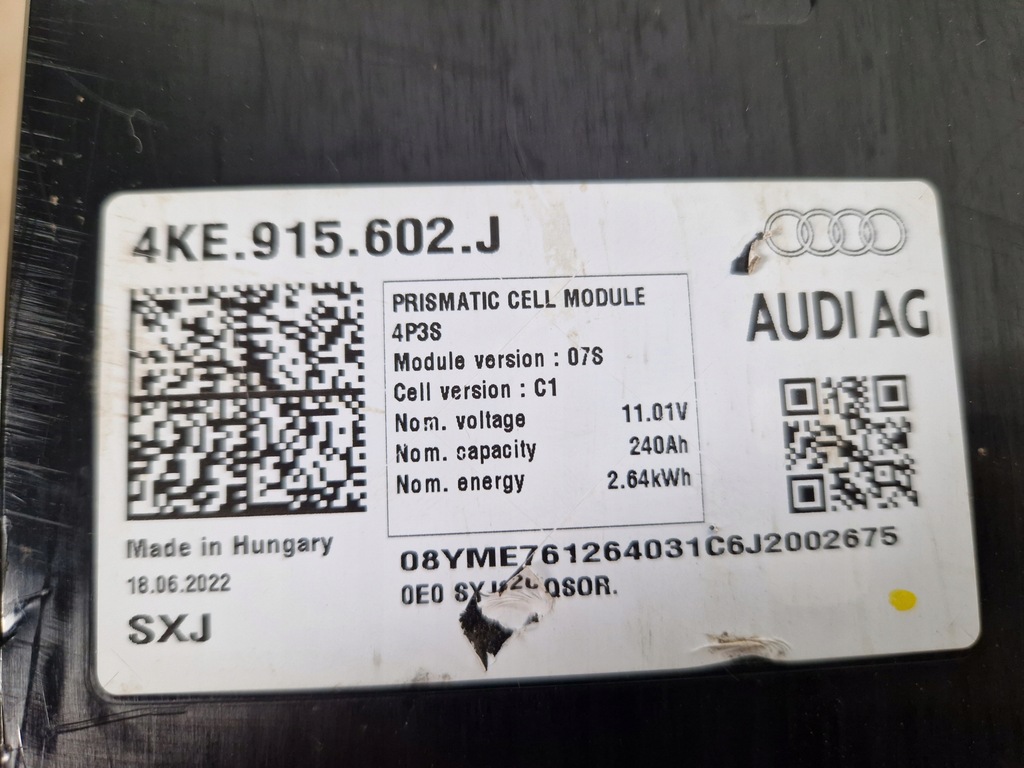 4KE.915.602.J
AUDI AG
PRISMATIC CELL MODULE
4P3S
Module version : 07S
Cell version : C1
Nom. voltage 11.01V
Nom. capacity 240Ah
Nom. energy 2.64kWh
Made in Hungary
18.06.2022
SXJ
08YME761264031C6J2002675
0E0